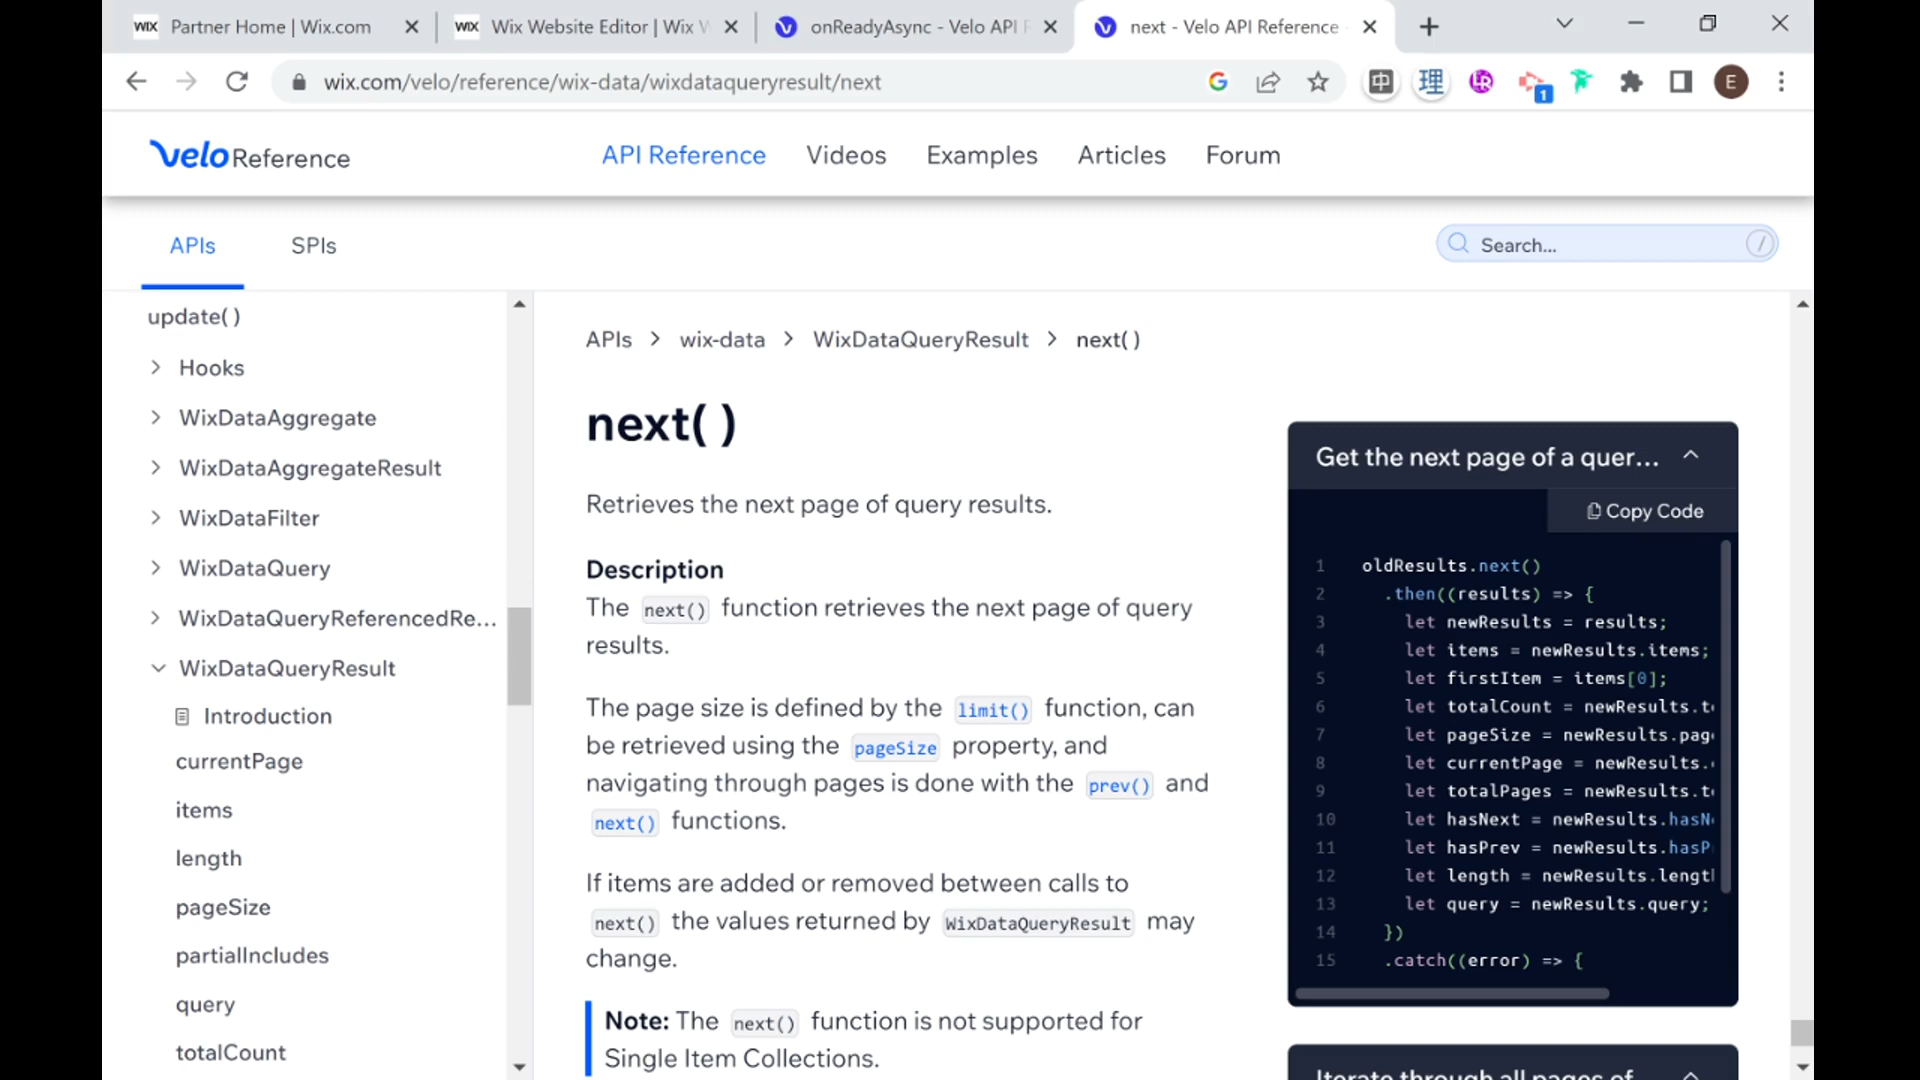 WIX Partner Home | Wix.com
WIX Wix Website Editor | Wix
onReadyAsync - Velo API
next - Velo API Reference
wix.com/velo/reference/wix-data/wixdataqueryresult/next
中 理 1 E
velo Reference
API Reference Videos Examples Articles Forum
APIs SPIs
Search... /
update( )
Hooks
WixDataAggregate
WixDataAggregateResult
WixDataFilter
WixDataQuery
WixDataQueryReferencedRe...
WixDataQueryResult
Introduction
currentPage
items
length
pageSize
partialIncludes
query
totalCount
APIs > wix-data > WixDataQueryResult > next( )
next( )
Retrieves the next page of query results.
Description
The next() function retrieves the next page of query
results.
The page size is defined by the limit() function, can
be retrieved using the pageSize property, and
navigating through pages is done with the prev() and
next() functions.
If items are added or removed between calls to
next() the values returned by WixDataQueryResult may
change.
Note: The next() function is not supported for
Single Item Collections.
Get the next page of a quer...
Copy Code
1 oldResults.next()
2 .then((results) => {
3 let newResults = results;
4 let items = newResults.items;
5 let firstItem = items[0];
6 let totalCount = newResults.t
7 let pageSize = newResults.pag
8 let currentPage = newResults.
9 let totalPages = newResults.t
10 let hasNext = newResults.hasN
11 let hasPrev = newResults.hasP
12 let length = newResults.lengt
13 let query = newResults.query;
14 })
15 .catch((error) => {
Iterate through all pages of